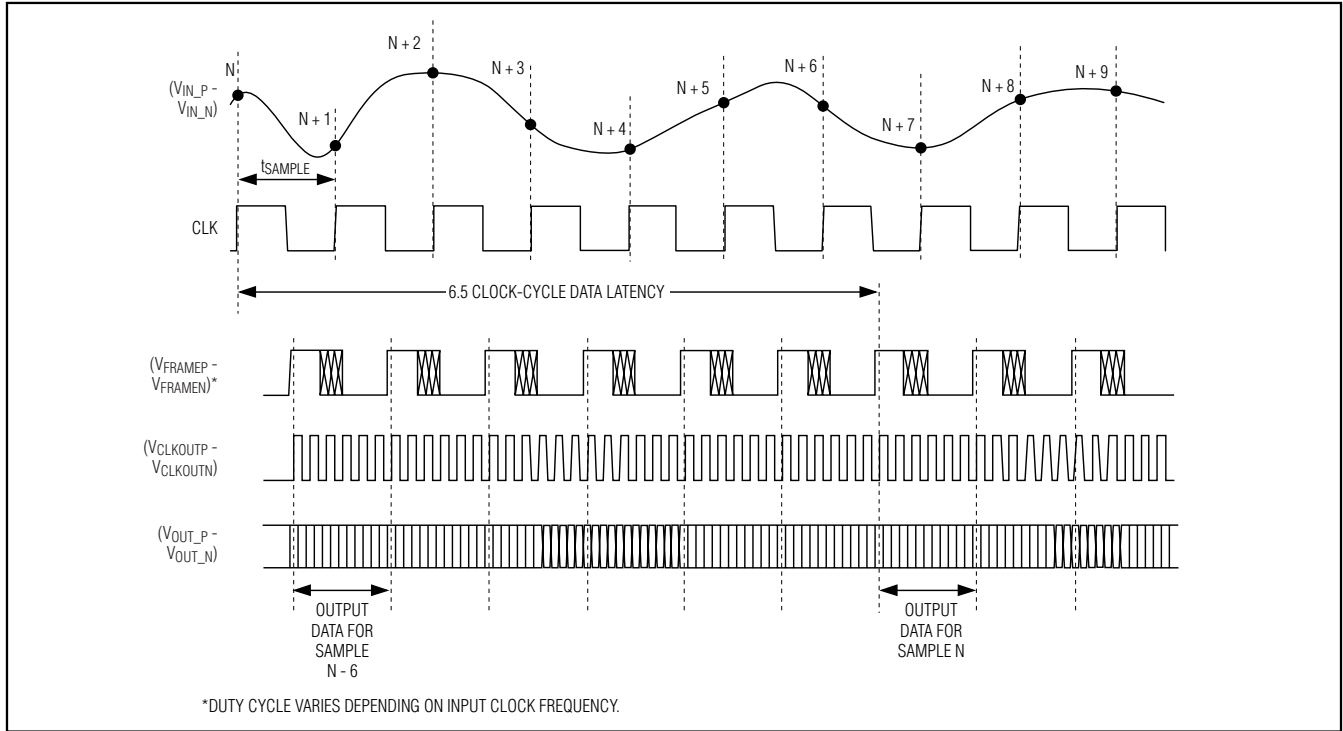 N
N + 1
N + 2
N + 3
N + 4
N + 5
N + 6
N + 7
N + 8
N + 9
(VIN_P -
VIN_N)
tSAMPLE
CLK
6.5 CLOCK-CYCLE DATA LATENCY
(VFRAMEP -
VFRAMEN)*
(VCLKOUTP -
VCLKOUTN)
(VOUT_P -
VOUT_N)
OUTPUT
DATA FOR
SAMPLE
N - 6
OUTPUT
DATA FOR
SAMPLE N
*DUTY CYCLE VARIES DEPENDING ON INPUT CLOCK FREQUENCY.